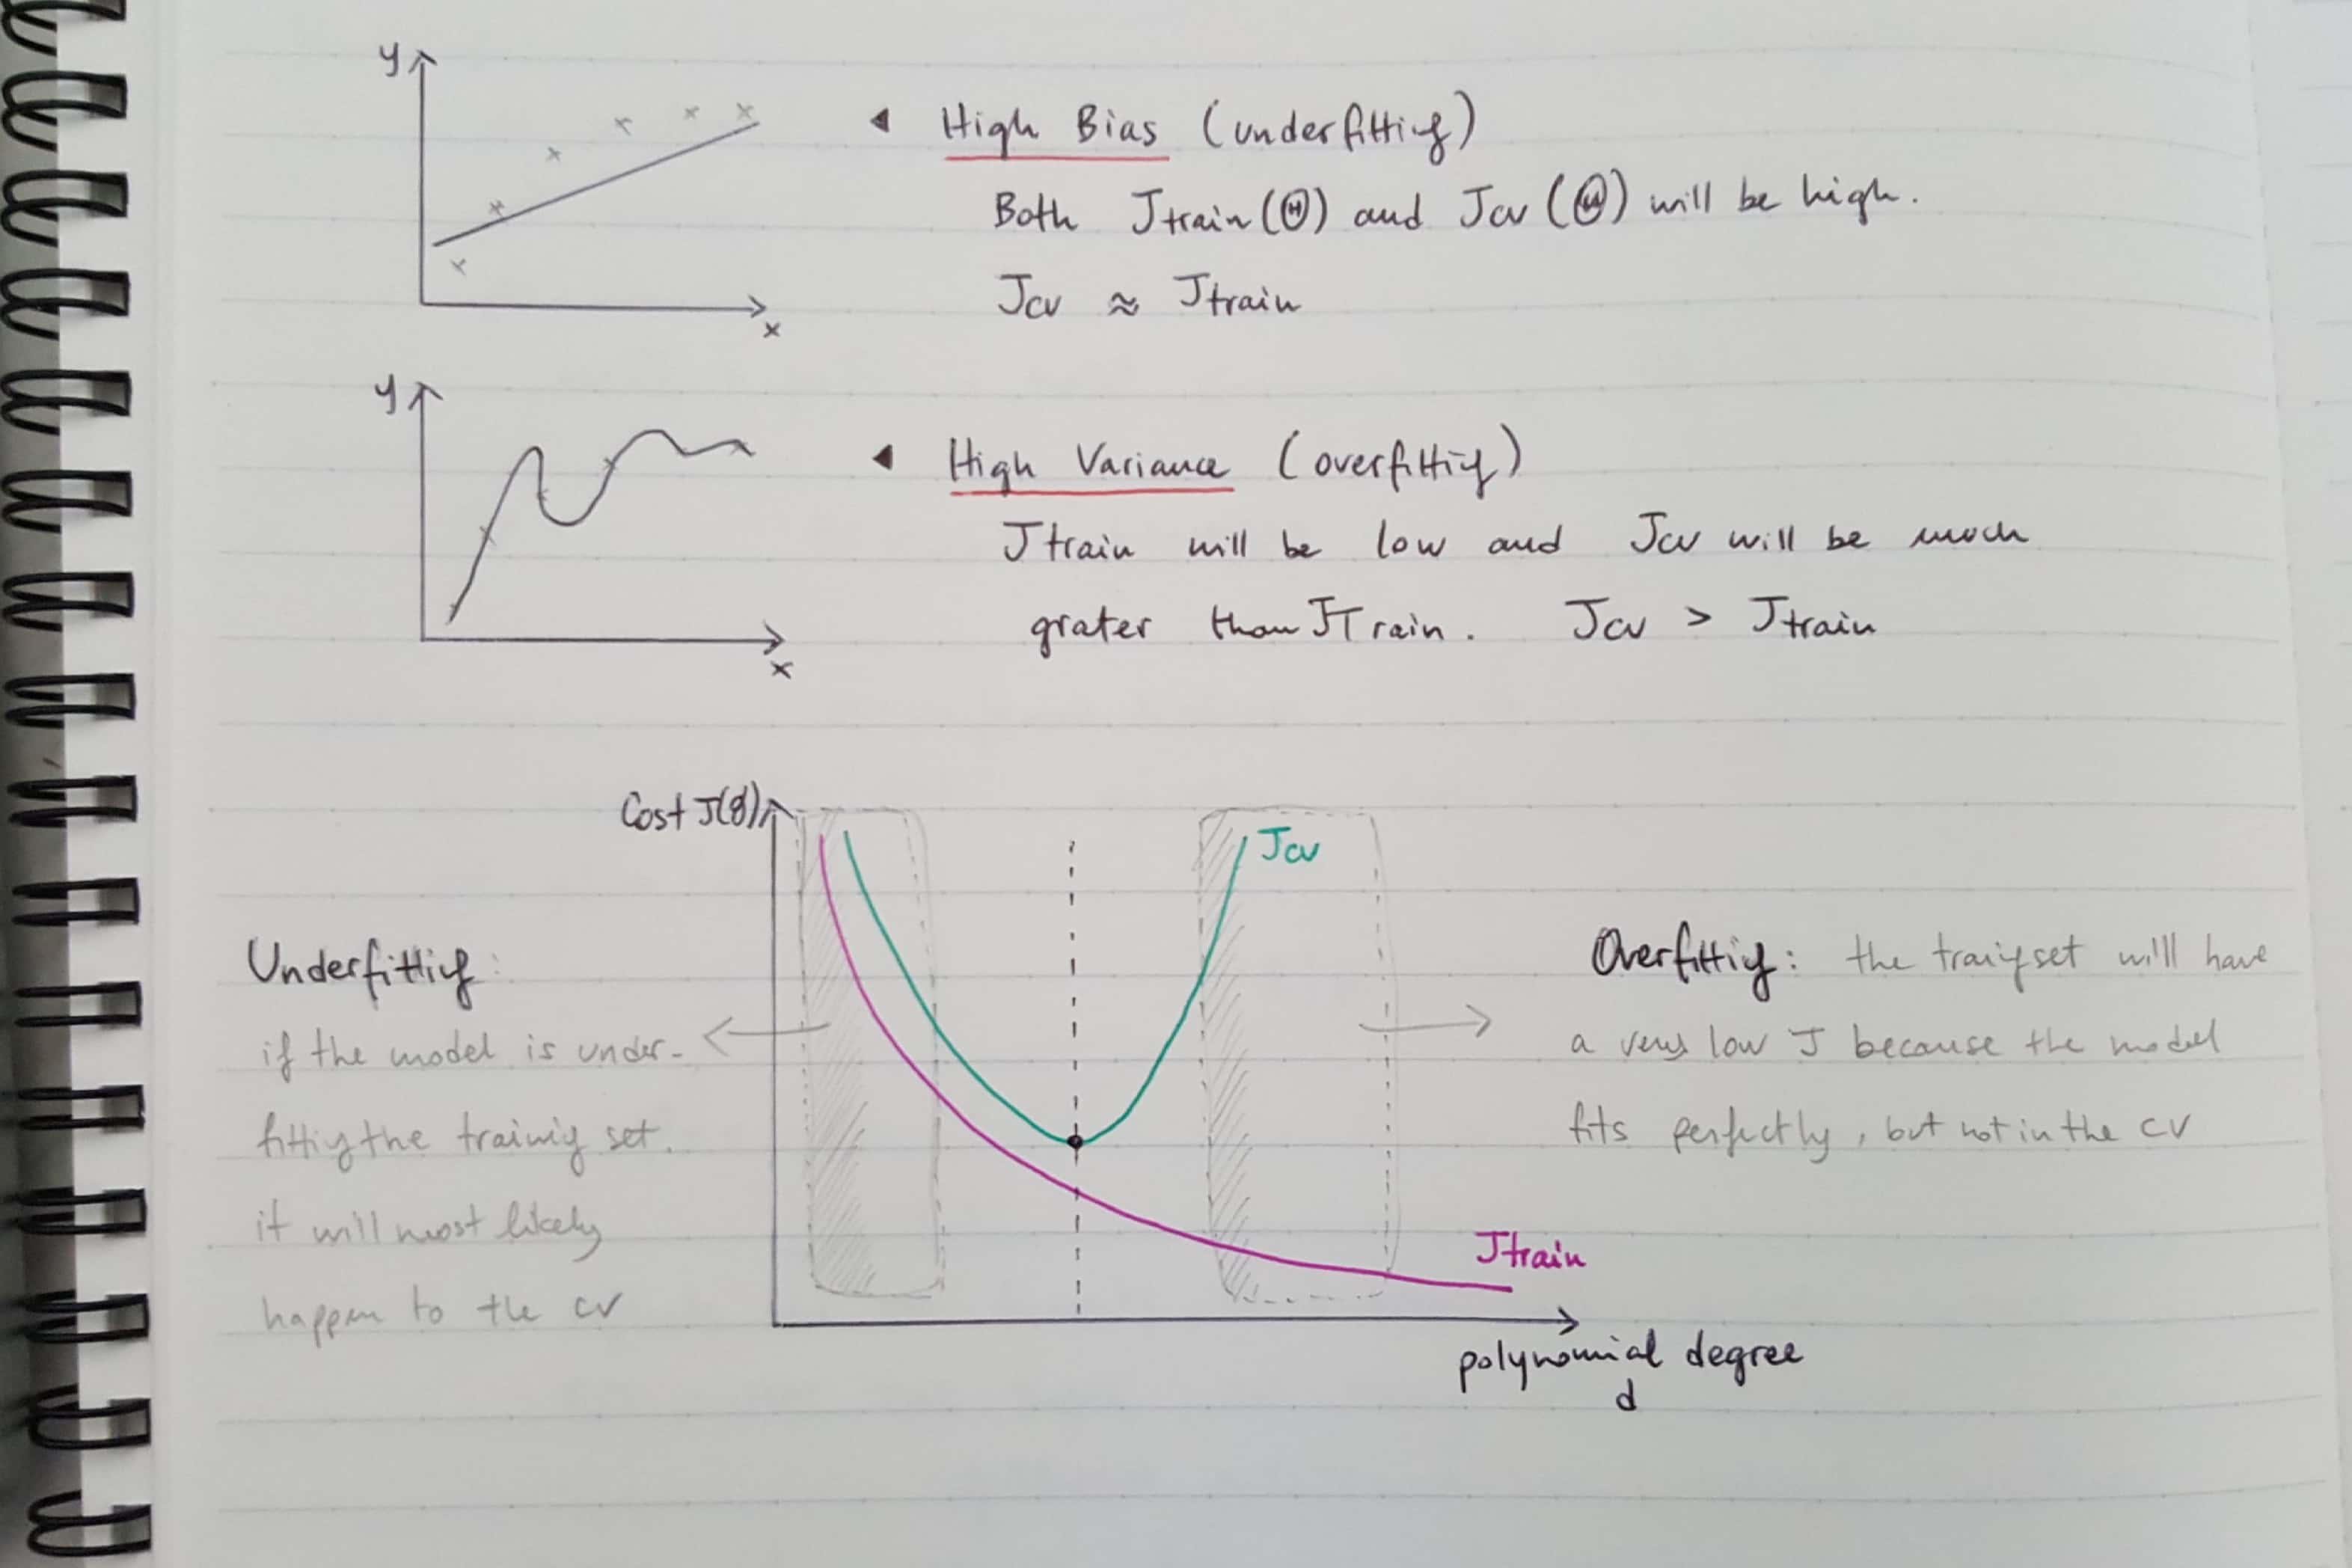 y
High Bias (underfitting)
Both Jtrain(Θ) and Jcv(Θ) will be high.
Jcv ≈ Jtrain
x
y
High Variance (overfitting)
Jtrain will be low and Jcv will be much
grater than JTrain. Jcv > Jtrain
x
Cost J(θ)
Jcv
Underfitting:
if the model is under-
fitting the training set.
it will most likely
happen to the cv
Overfitting: the traingset will have
a very low J because the model
fits perfectly, but not in the cv
Jtrain
polynomial degree
d